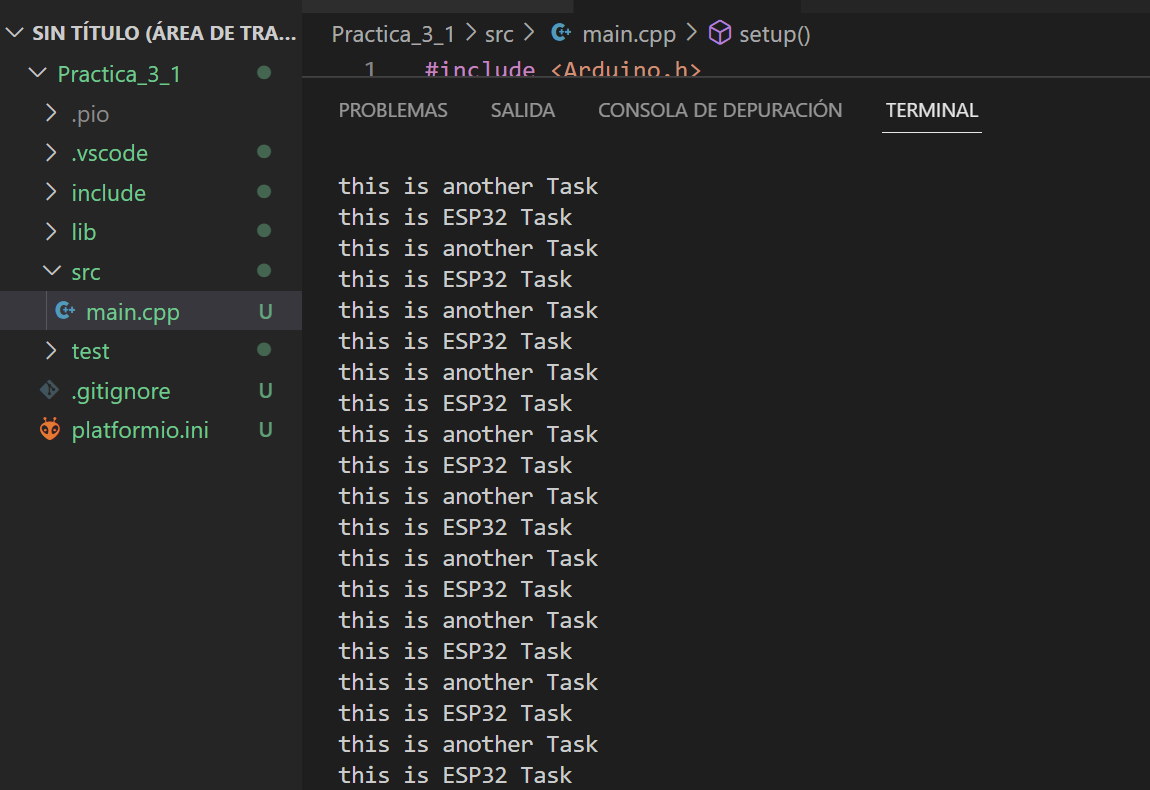 SIN TÍTULO (ÁREA DE TRA...
Practica_3_1
.pio
.vscode
include
lib
src
main.cpp U
test
.gitignore U
platformio.ini U
Practica_3_1 > src > main.cpp > setup()
1 #include <Arduino.h>
PROBLEMAS SALIDA CONSOLA DE DEPURACIÓN TERMINAL
this is another Task
this is ESP32 Task
this is another Task
this is ESP32 Task
this is another Task
this is ESP32 Task
this is another Task
this is ESP32 Task
this is another Task
this is ESP32 Task
this is another Task
this is ESP32 Task
this is another Task
this is ESP32 Task
this is another Task
this is ESP32 Task
this is another Task
this is ESP32 Task
this is another Task
this is ESP32 Task